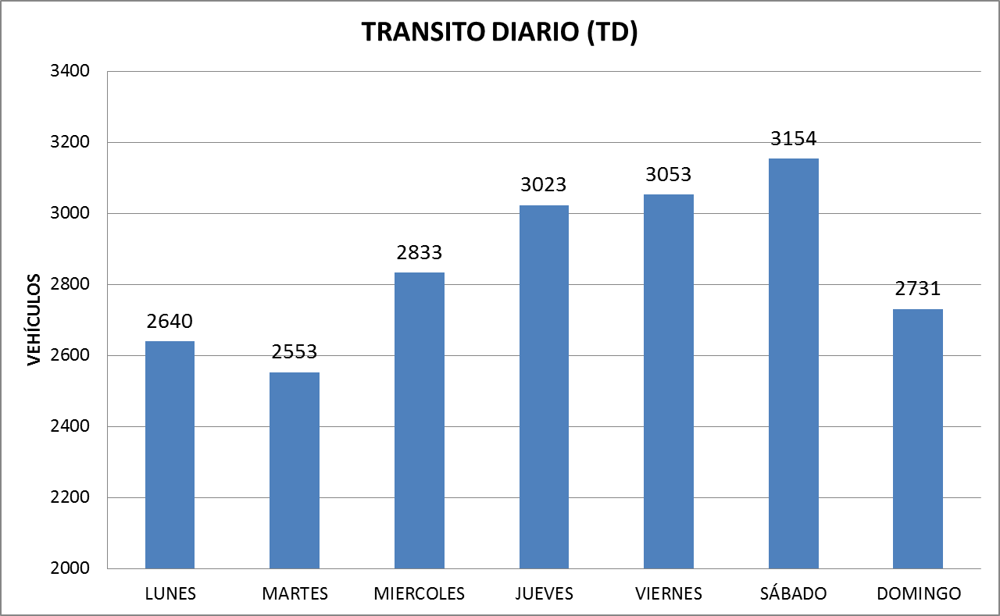 TRANSITO DIARIO (TD)
3400
3200
3000
2800
2600
2400
2200
2000
VEHÍCULOS
2640
2553
2833
3023
3053
3154
2731
LUNES
MARTES
MIERCOLES
JUEVES
VIERNES
SÁBADO
DOMINGO